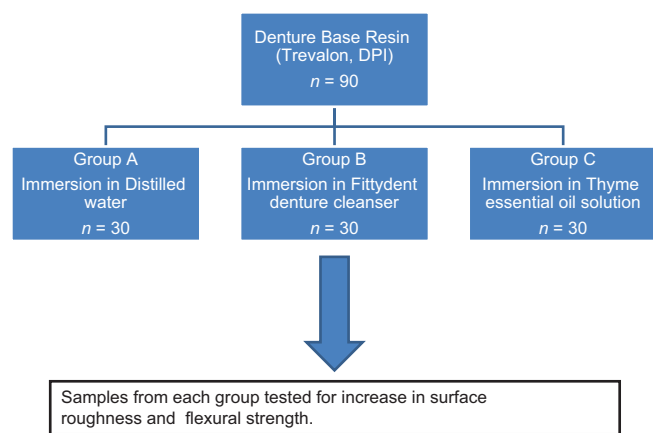 Denture Base Resin
(Trevalon, DPI)
n = 90
Group A
Immersion in Distilled
water
n = 30
Group B
Immersion in Fittydent
denture cleanser
n = 30
Group C
Immersion in Thyme
essential oil solution
n = 30
Samples from each group tested for increase in surface
roughness and flexural strength.